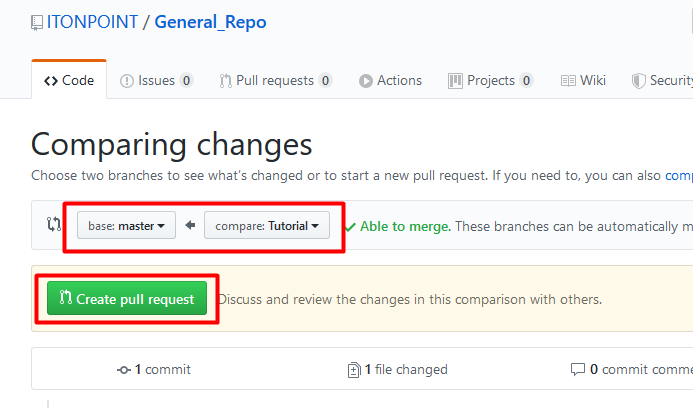 ITONPOINT / General_Repo
Code Issues 0 Pull requests 0 Actions Projects 0 Wiki Security
Comparing changes
Choose two branches to see what's changed or to start a new pull request. If you need to, you can also
base: master compare: Tutorial Able to merge. These branches can be automatically
Create pull request Discuss and review the changes in this comparison with others.
1 commit 1 file changed 0 commit